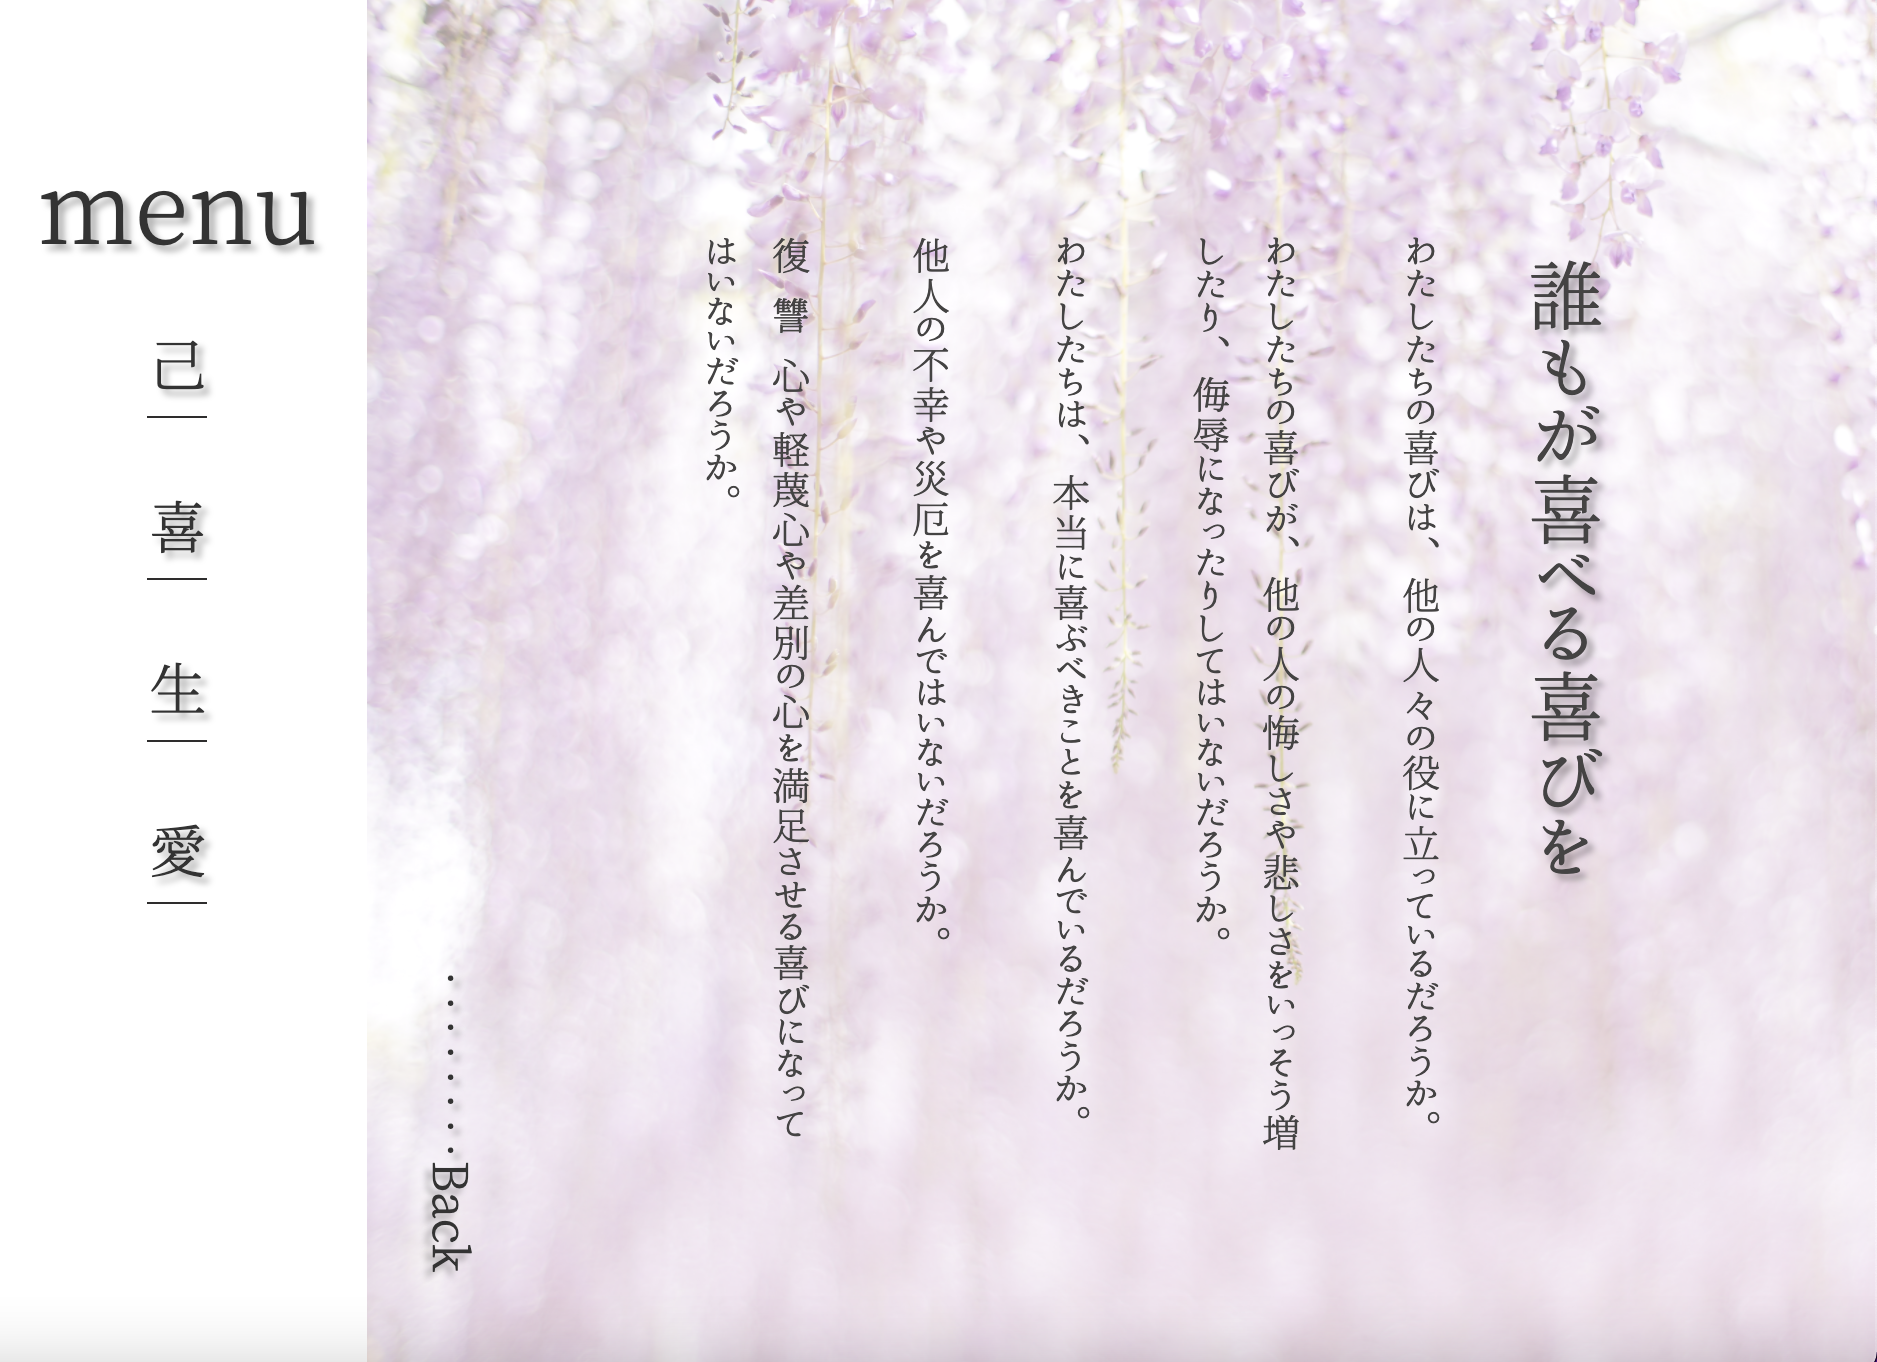 menu
己
喜
生
愛
誰もが喜べる喜びを
わたしたちの喜びは、他の人々の役に立っているだろうか。
わたしたちの喜びが、他の人の悔しさや悲しさをいっそう増
したり、侮辱になったりしてはいないだろうか。
わたしたちは、本当に喜ぶべきことを喜んでいるだろうか。
他人の不幸や災厄を喜んではいないだろうか。
復讐心や軽蔑心や差別の心を満足させる喜びになって
はいないだろうか。
........Back